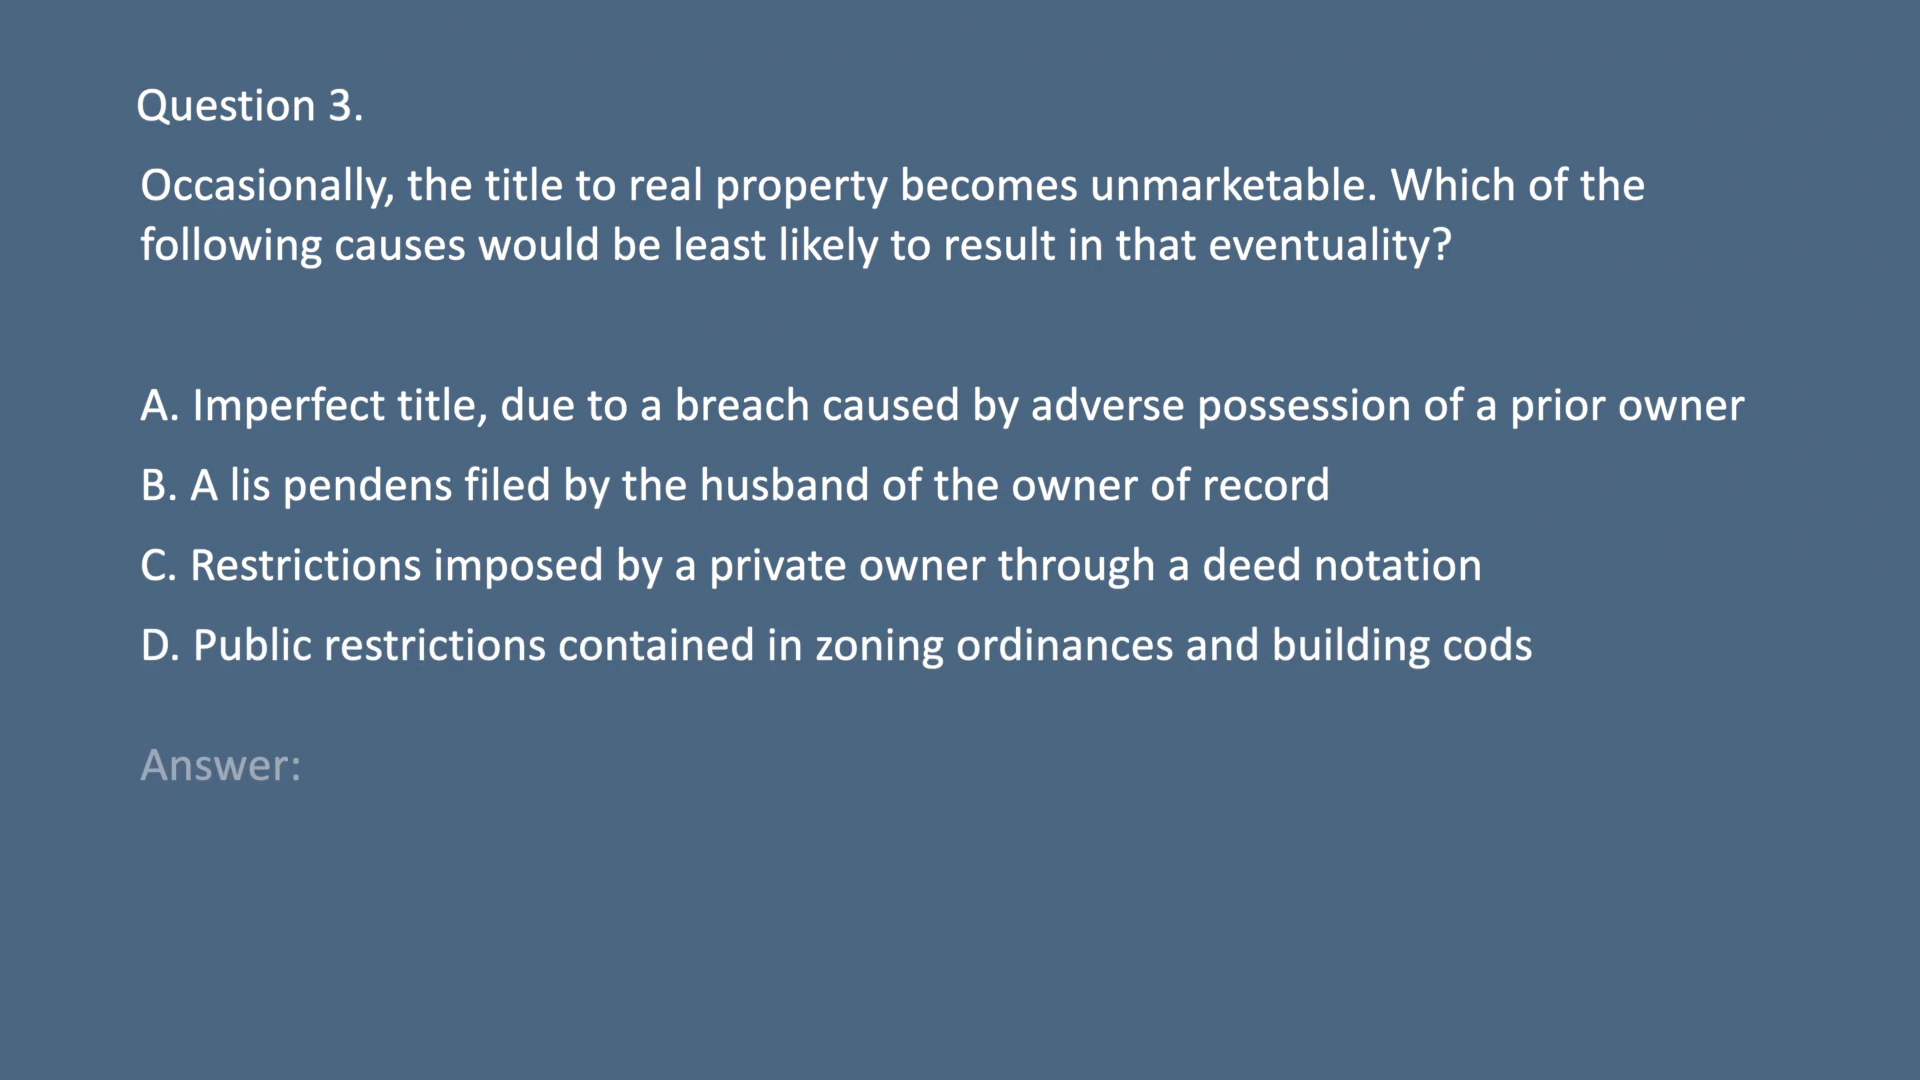 Question 3.
Occasionally, the title to real property becomes unmarketable. Which of the
following causes would be least likely to result in that eventuality?
A. Imperfect title, due to a breach caused by adverse possession of a prior owner
B. A lis pendens filed by the husband of the owner of record
C. Restrictions imposed by a private owner through a deed notation
D. Public restrictions contained in zoning ordinances and building cods
Answer: